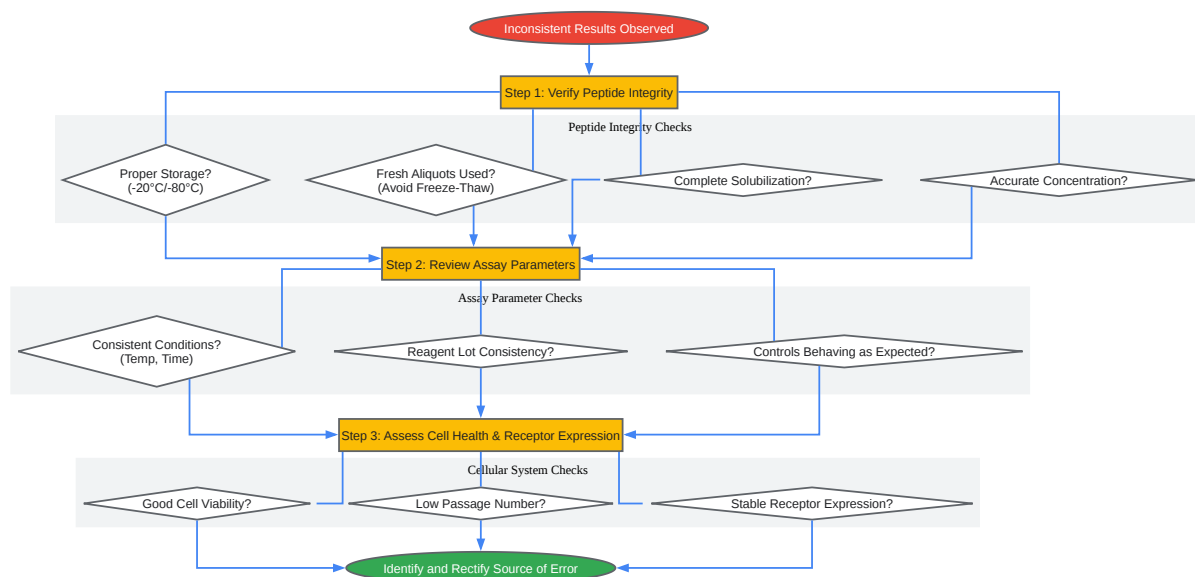 Inconsistent Results Observed
Step 1: Verify Peptide Integrity
Peptide Integrity Checks
Proper Storage?
(-20°C/-80°C)
Fresh Aliquots Used?
(Avoid Freeze-Thaw)
Complete Solubilization?
Accurate Concentration?
Step 2: Review Assay Parameters
Assay Parameter Checks
Consistent Conditions?
(Temp, Time)
Reagent Lot Consistency?
Controls Behaving as Expected?
Step 3: Assess Cell Health & Receptor Expression
Cellular System Checks
Good Cell Viability?
Low Passage Number?
Stable Receptor Expression?
Identify and Rectify Source of Error